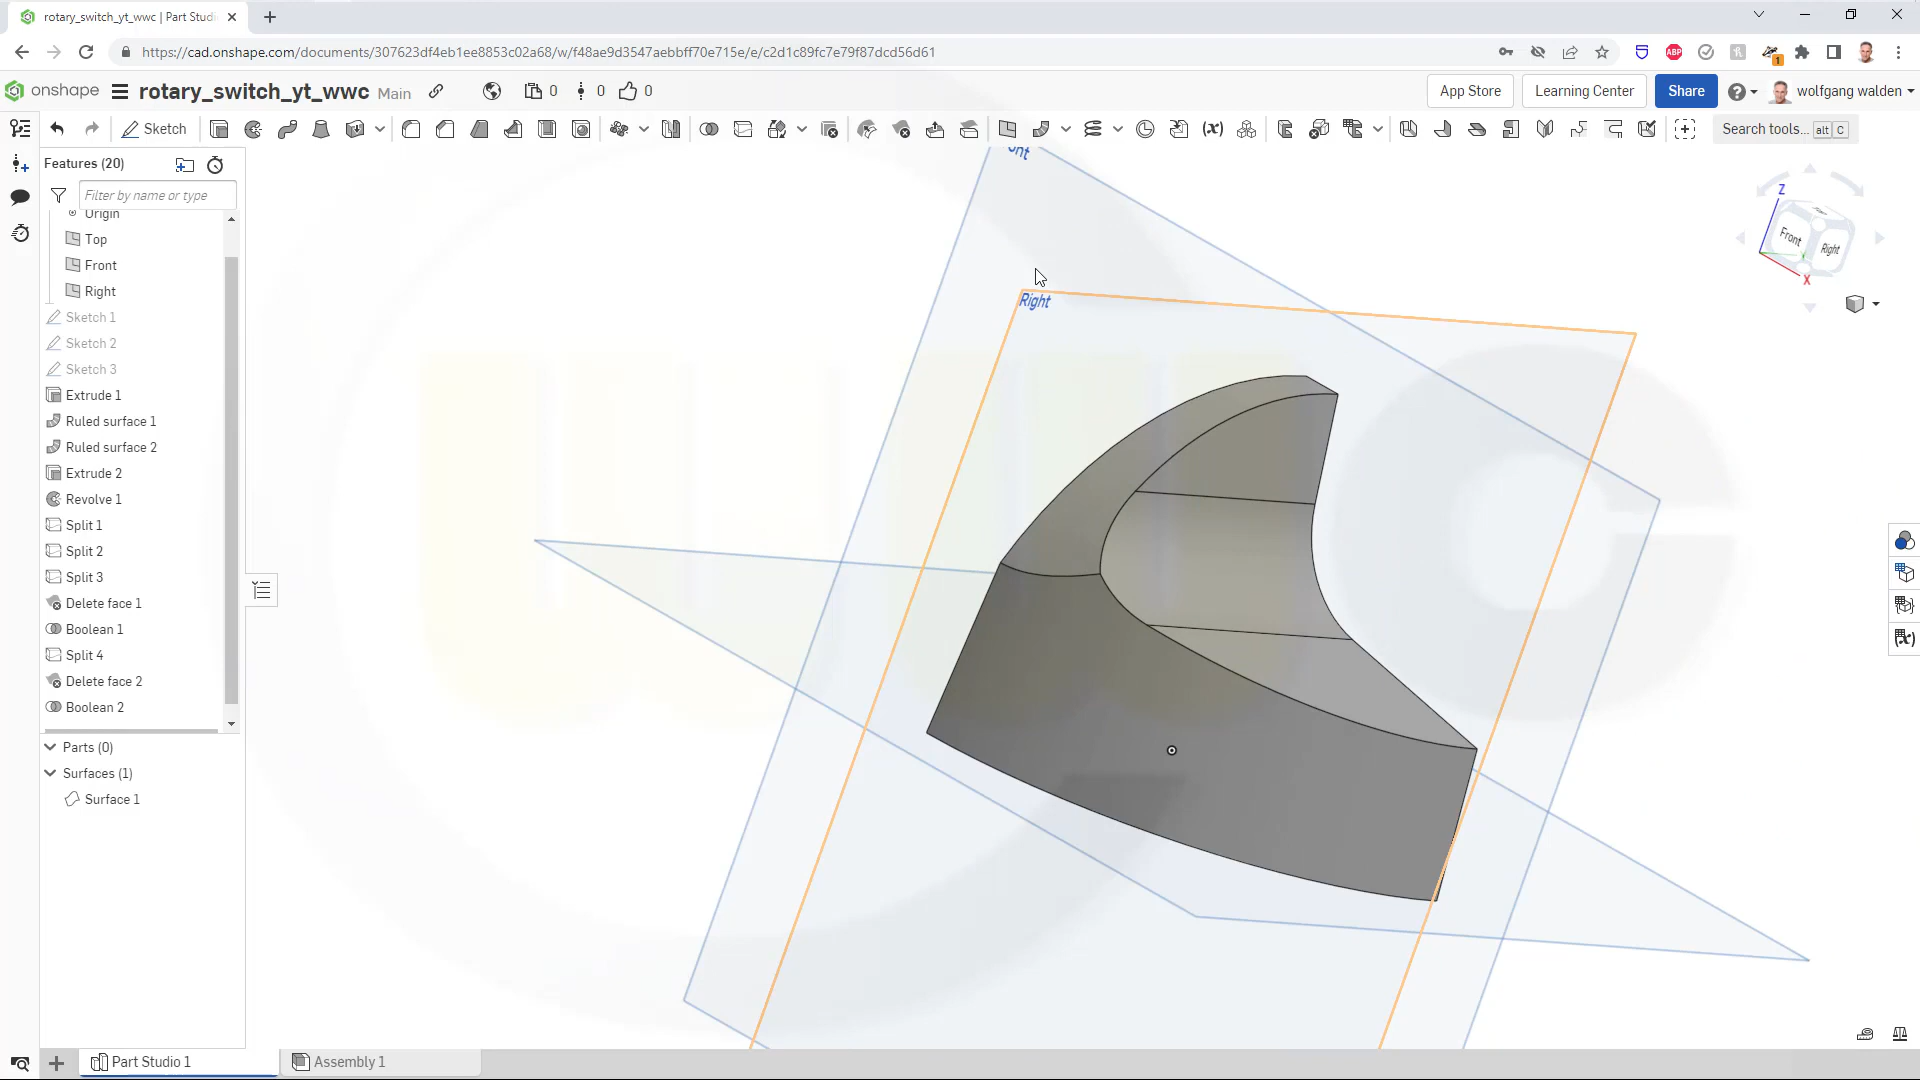 rotary_switch_yt_wwc | Part Studi
https://cad.onshape.com/documents/307623df4eb1ee8853c02a68/w/f48ae9d3547aebbff70e715e/e/c2d1c89fc7e79f87dcd56d61
ABP
1
onshape
rotary_switch_yt_wwc
Main
0
0
0
App Store
Learning Center
Share
wolfgang walden
Sketch
Search tools...
alt
C
Features (20)
Filter by name or type
Origin
Top
Front
Right
Sketch 1
Sketch 2
Sketch 3
Extrude 1
Ruled surface 1
Ruled surface 2
Extrude 2
Revolve 1
Split 1
Split 2
Split 3
Delete face 1
Boolean 1
Split 4
Delete face 2
Boolean 2
Parts (0)
Surfaces (1)
Surface 1
ont
Right
Z
Front
Right
X
Part Studio 1
Assembly 1